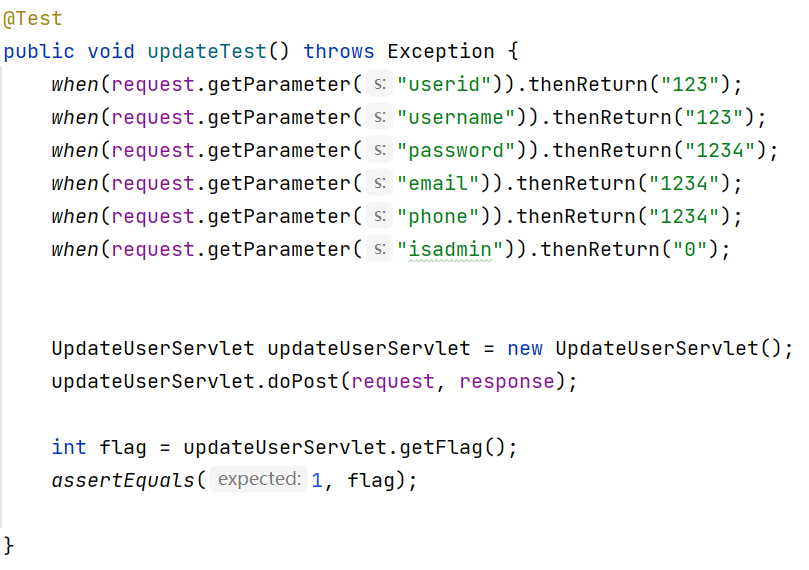 @Test
public void updateTest() throws Exception {
    when(request.getParameter( s: "userid")).thenReturn("123");
    when(request.getParameter( s: "username")).thenReturn("123");
    when(request.getParameter( s: "password")).thenReturn("1234");
    when(request.getParameter( s: "email")).thenReturn("1234");
    when(request.getParameter( s: "phone")).thenReturn("1234");
    when(request.getParameter( s: "isadmin")).thenReturn("0");
    UpdateUserServlet updateUserServlet = new UpdateUserServlet();
    updateUserServlet.doPost(request, response);
    int flag = updateUserServlet.getFlag();
    assertEquals( expected: 1, flag);
}